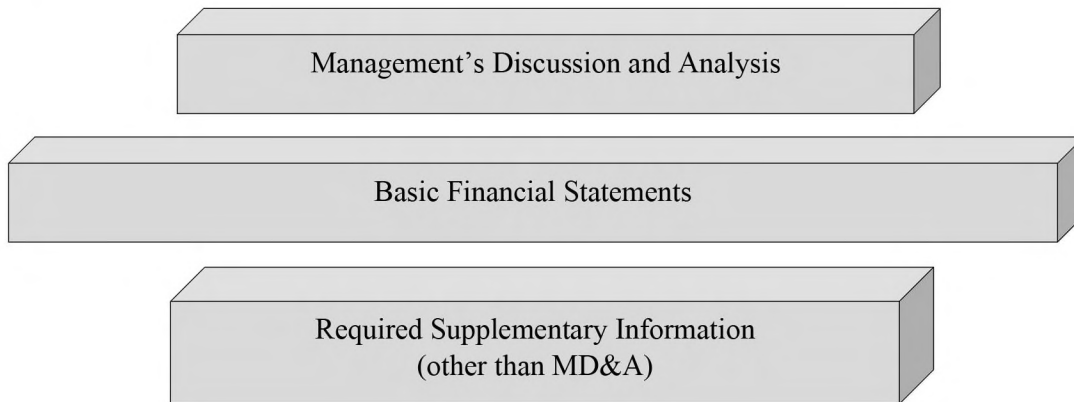 Management’s Discussion and Analysis
Basic Financial Statements
Required Supplementary Information
(other than MD&A)